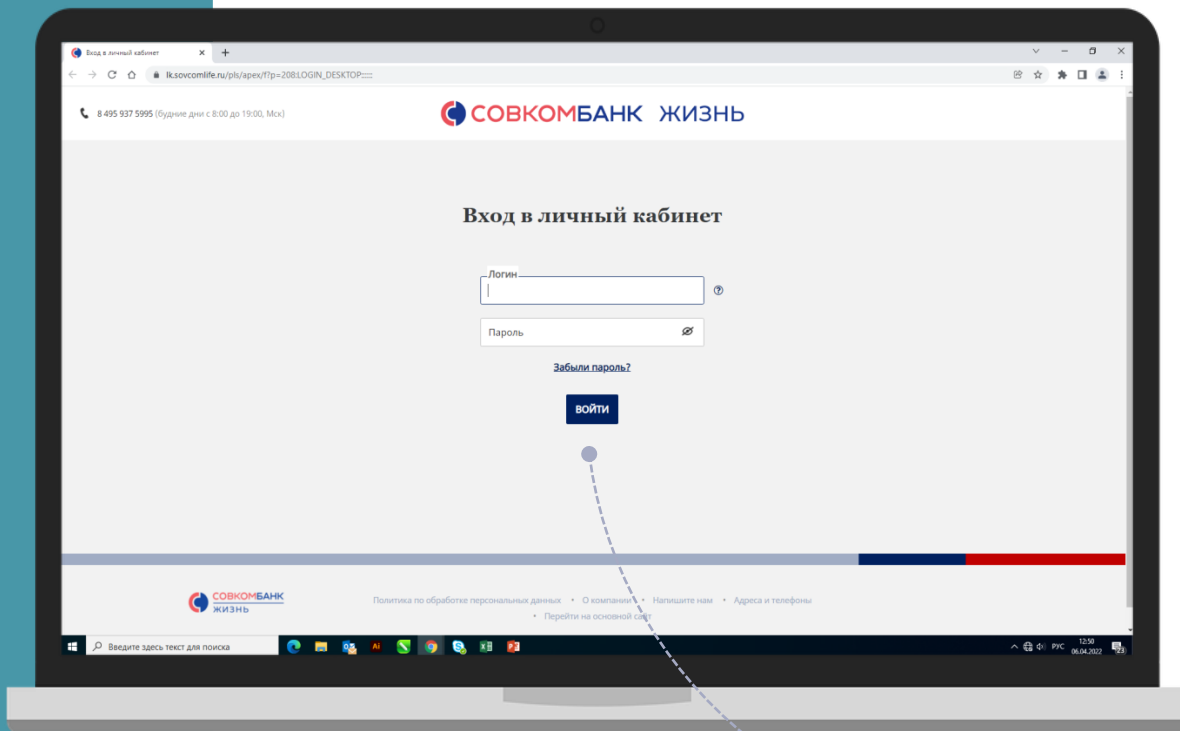 Вход в личный кабинет
lk.sovcomlife.ru/pls/apex/f?p=208:LOGIN_DESKTOP:::::
8 495 937 5995 (будние дни с 8:00 до 19:00, Мск)
СОВКОМБАНК ЖИЗНЬ
Вход в личный кабинет
Логин
Пароль
Забыли пароль?
ВОЙТИ
СОВКОМБАНК
ЖИЗНЬ
Политика по обработке персональных данных • О компании • Напишите нам • Адреса и телефоны
• Перейти на основной сайт
Введите здесь текст для поиска
РУС
12:50
06.04.2022
23